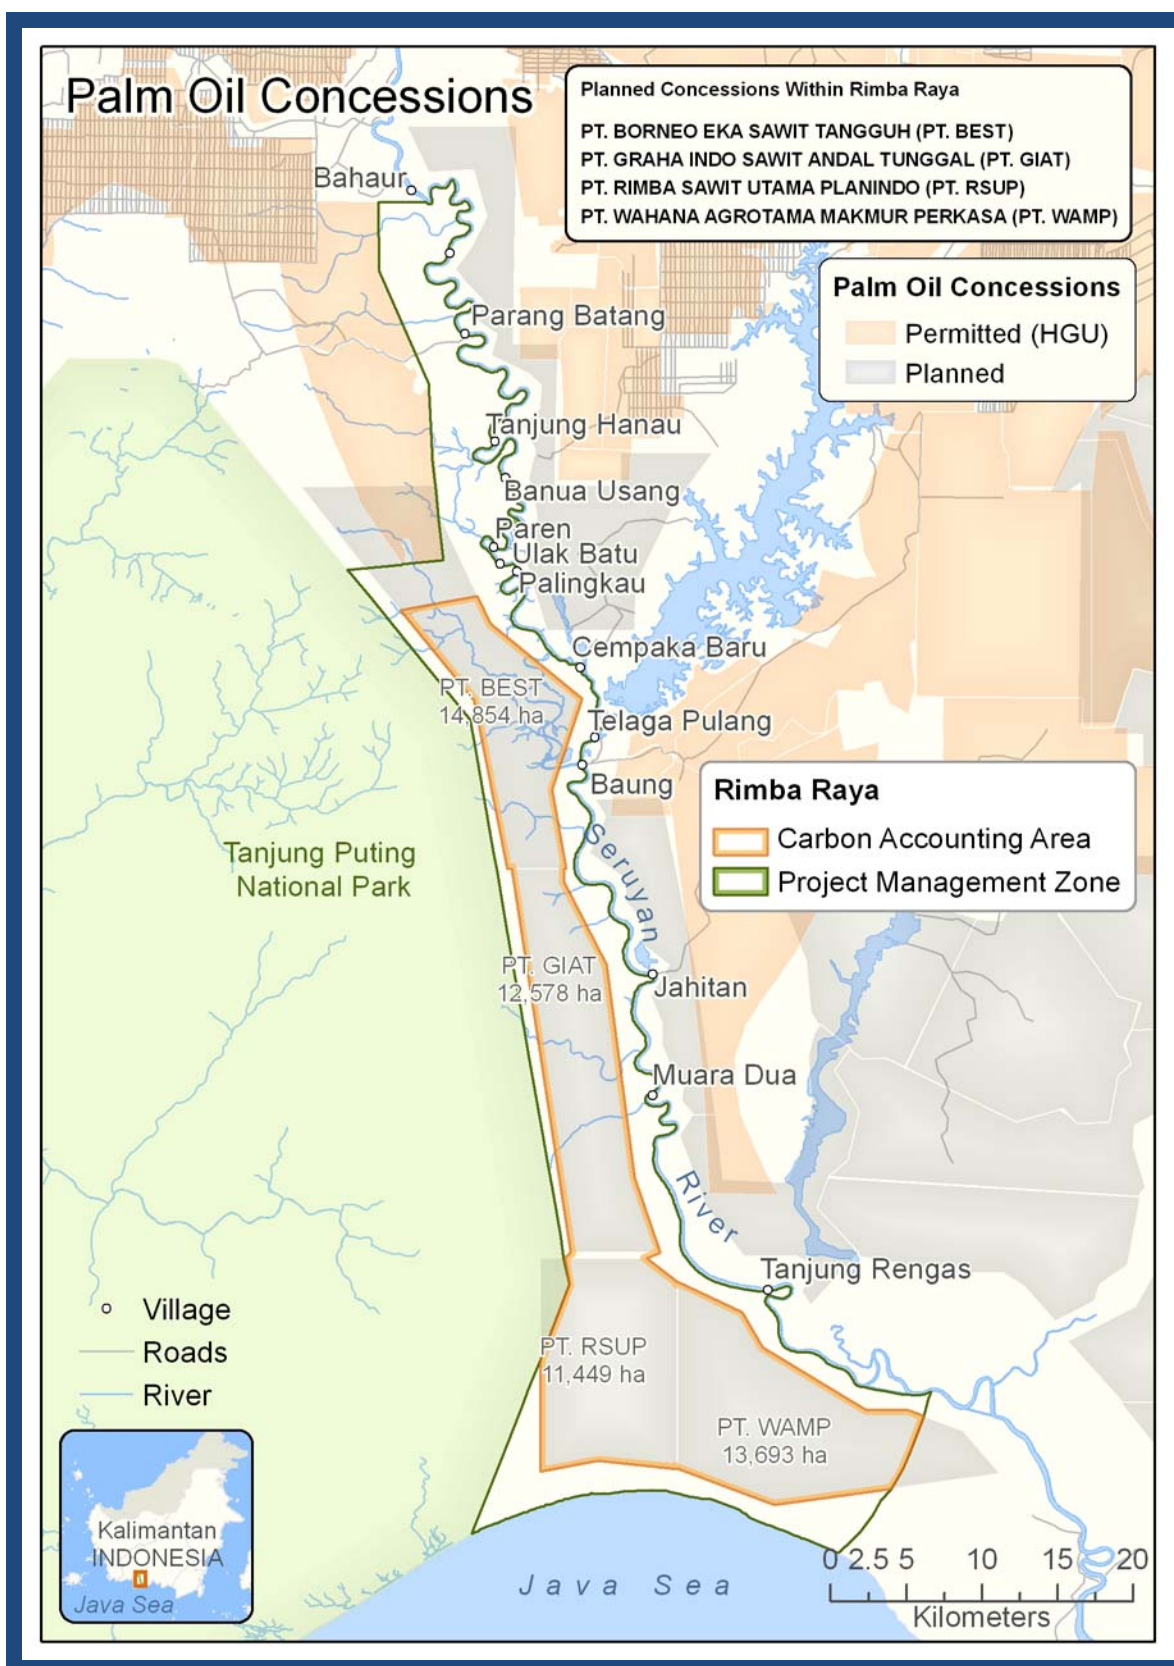 Palm Oil Concessions
Planned Concessions Within Rimba Raya
PT. BORNEO EKA SAWIT TANGGUH (PT. BEST)
PT. GRAHA INDO SAWIT ANDAL TUNGGAL (PT. GIAT)
PT. RIMBA SAWIT UTAMA PLANINDO (PT. RSUP)
PT. WAHANA AGROTAMA MAKMUR PERKASA (PT. WAMP)
Bahaur
Palm Oil Concessions
Permitted (HGU)
Planned
Parang Batang
Tanjung Hanau
Banua Usang
Paren
Ulak Batu
Palingkau
Cempaka Baru
PT. BEST
14,854 ha
Telaga Pulang
Baung
Rimba Raya
Carbon Accounting Area
Project Management Zone
Tanjung Puting
National Park
Seruyan
PT. GIAT
12,578 ha
Jahitan
Muara Dua
River
Tanjung Rengas
Village
Roads
River
PT. RSUP
11,449 ha
PT. WAMP
13,693 ha
Kalimantan
INDONESIA
Java Sea
Java Sea
0 2.5 5 10 15 20
Kilometers